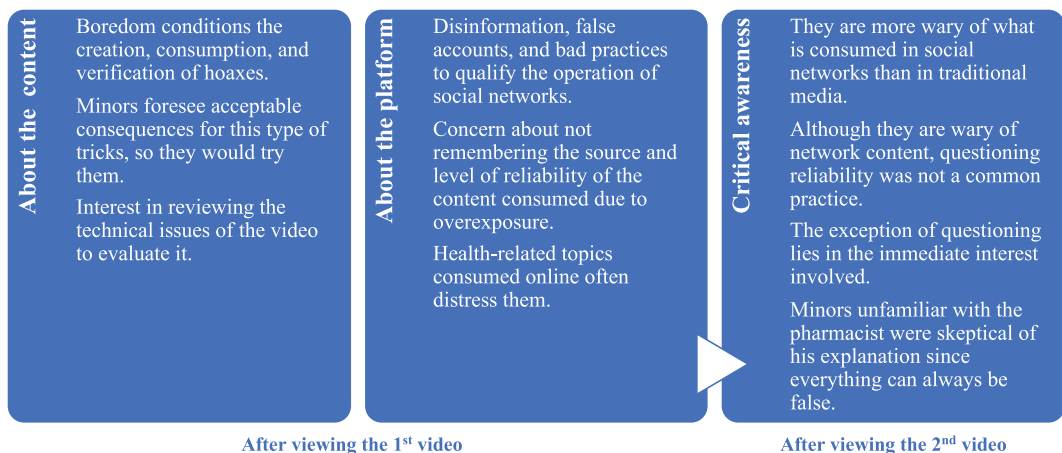 About the content
Boredom conditions the
creation, consumption, and
verification of hoaxes.
Minors foresee acceptable
consequences for this type of
tricks, so they would try
them.
Interest in reviewing the
technical issues of the video
to evaluate it.
About the platform
Disinformation, false
accounts, and bad practices
to qualify the operation of
social networks.
Concern about not
remembering the source and
level of reliability of the
content consumed due to
overexposure.
Health-related topics
consumed online often
distress them.
Critical awareness
They are more wary of what
is consumed in social
networks than in traditional
media.
Although they are wary of
network content, questioning
reliability was not a common
practice.
The exception of questioning
lies in the immediate interest
involved.
Minors unfamiliar with the
pharmacist were skeptical of
his explanation since
everything can always be
false.
After viewing the 1st video
After viewing the 2nd video